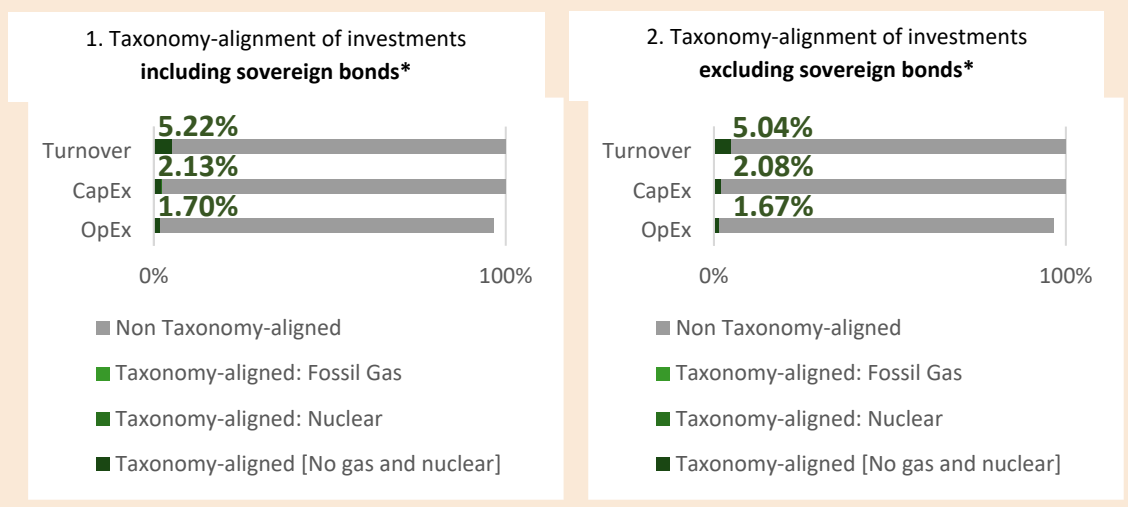 1. Taxonomy-alignment of investments
including sovereign bonds*
5.22%
Turnover
2.13%
CapEx
1.70%
OpEx
0%
100%
Non Taxonomy-aligned
Taxonomy-aligned: Fossil Gas
Taxonomy-aligned: Nuclear
Taxonomy-aligned [No gas and nuclear]
2. Taxonomy-alignment of investments
excluding sovereign bonds*
5.04%
Turnover
2.08%
CapEx
1.67%
OpEx
0%
100%
Non Taxonomy-aligned
Taxonomy-aligned: Fossil Gas
Taxonomy-aligned: Nuclear
Taxonomy-aligned [No gas and nuclear]